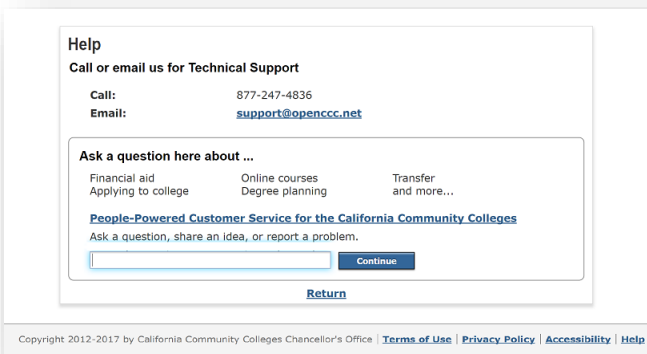 Help
Call or email us for Technical Support
Call: 877-247-4836
Email: support@openccc.net
Ask a question here about ...
Financial aid Online courses Transfer
Applying to college Degree planning and more...
People-Powered Customer Service for the California Community Colleges
Ask a question, share an idea, or report a problem.
Continue
Return
Copyright 2012-2017 by California Community Colleges Chancellor's Office | Terms of Use | Privacy Policy | Accessibility | Help